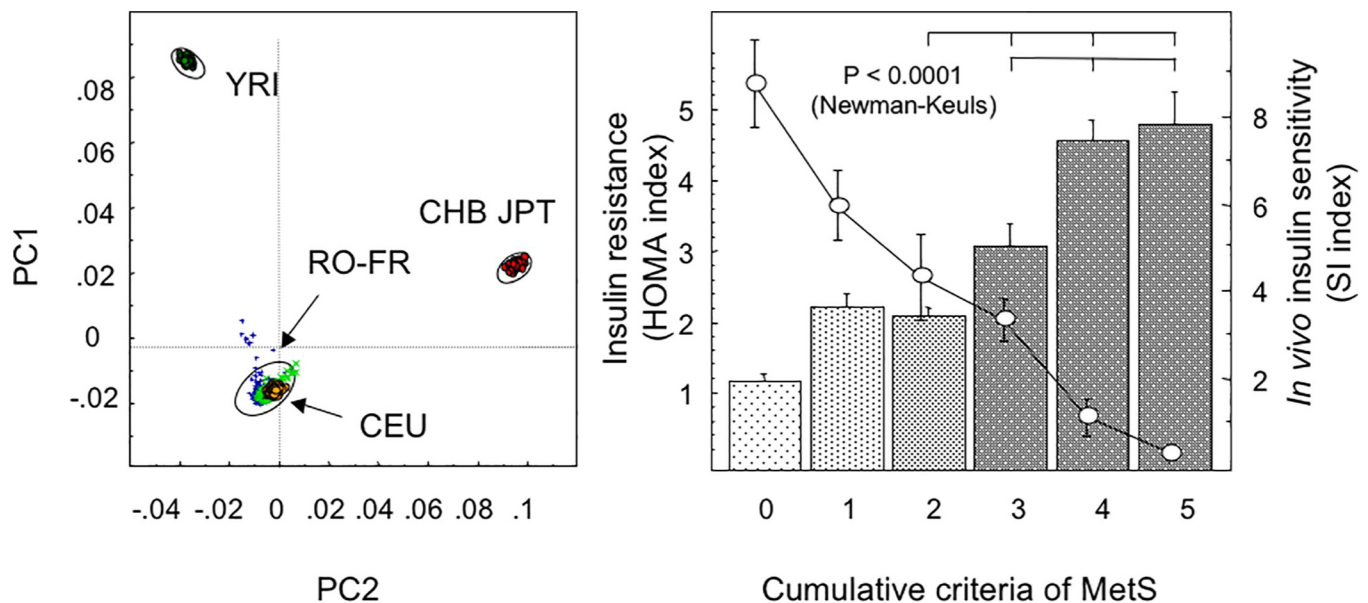 YRI
CHB JPT
RO-FR
CEU
PC1
.08
.06
.04
.02
0
-.02
-.04 -.02 0 .02 .04 .06 .08 .1
PC2
P < 0.0001
(Newman-Keuls)
Insulin resistance
(HOMA index)
5
4
3
2
1
8
6
4
2
In vivo insulin sensitivity
(SI index)
0 1 2 3 4 5
Cumulative criteria of MetS